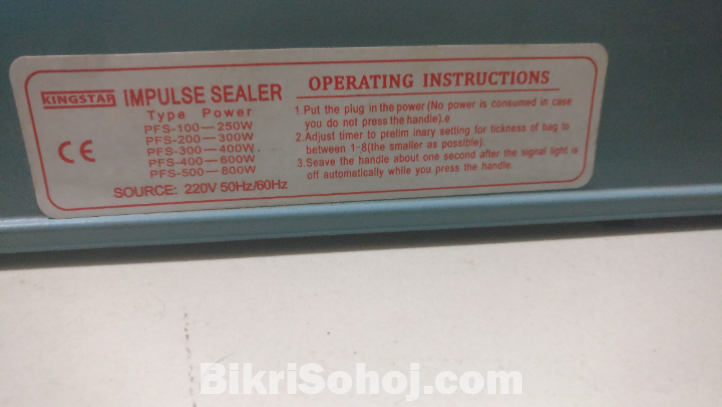 KINGSTAR IMPULSE SEALER
Type Power
PFS-100—250W
PFS-200—300W
PFS-300—400W
PFS-400—600W
PFS-500—800W
CE
SOURCE: 220V 50Hz/60Hz
OPERATING INSTRUCTIONS
1.Put the plug in the power(No power is consumed in case
you do not press the handle).e
2.Adjust timer to prelim inary setting for tickness of bag to
between 1-8(the smaller as possible).
3.Seave the handle about one second after the signal light is
off automatically while you press the handle.
BikriSohoj.com